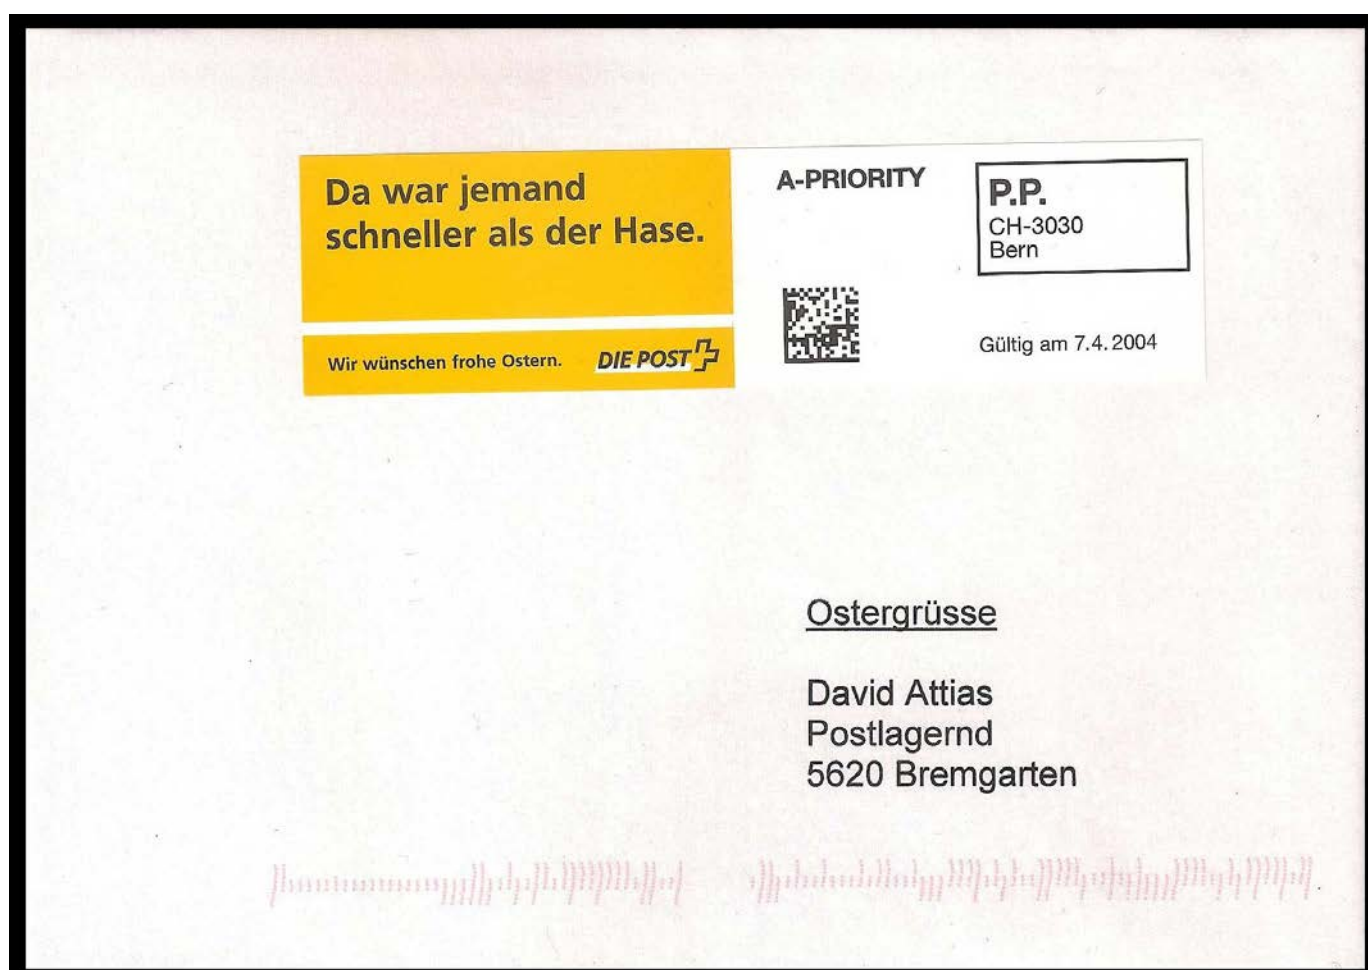 Da war jemand
schneller als der Hase.
Wir wünschen frohe Ostern. DIE POST
A-PRIORITY
P.P.
CH-3030
Bern
Gültig am 7.4.2004
Ostergrüsse
David Attias
Postlagernd
5620 Bremgarten